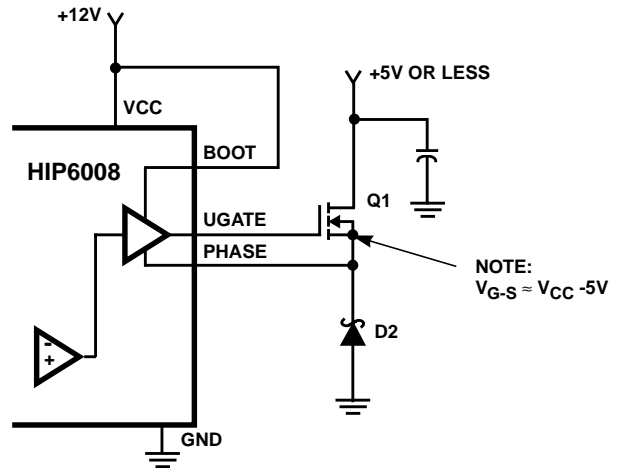 +12V
+5V OR LESS
VCC
BOOT
HIP6008
Q1
UGATE
PHASE
NOTE:
VG-S ≈ VCC -5V
D2
-
+
GND